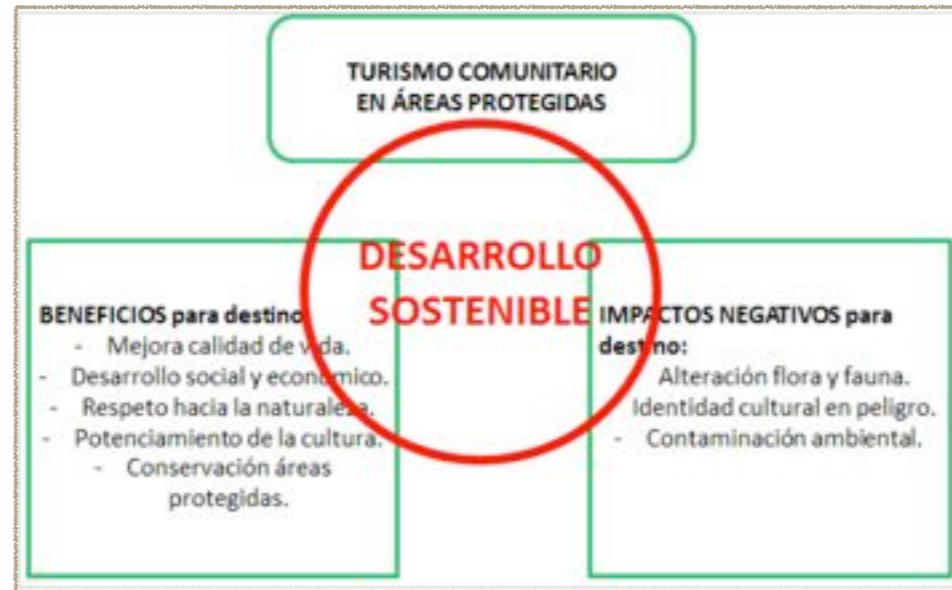 TURISMO COMUNITARIO
EN ÁREAS PROTEGIDAS
DESARROLLO
SOSTENIBLE
BENEFICIOS para destino
- Mejora calidad de vida.
- Desarrollo social y económico.
- Respeto hacia la naturaleza.
- Potenciamiento de la cultura.
- Conservación áreas
protegidas.
IMPACTOS NEGATIVOS para
destino:
Alteración flora y fauna.
Identidad cultural en peligro.
- Contaminación ambiental.